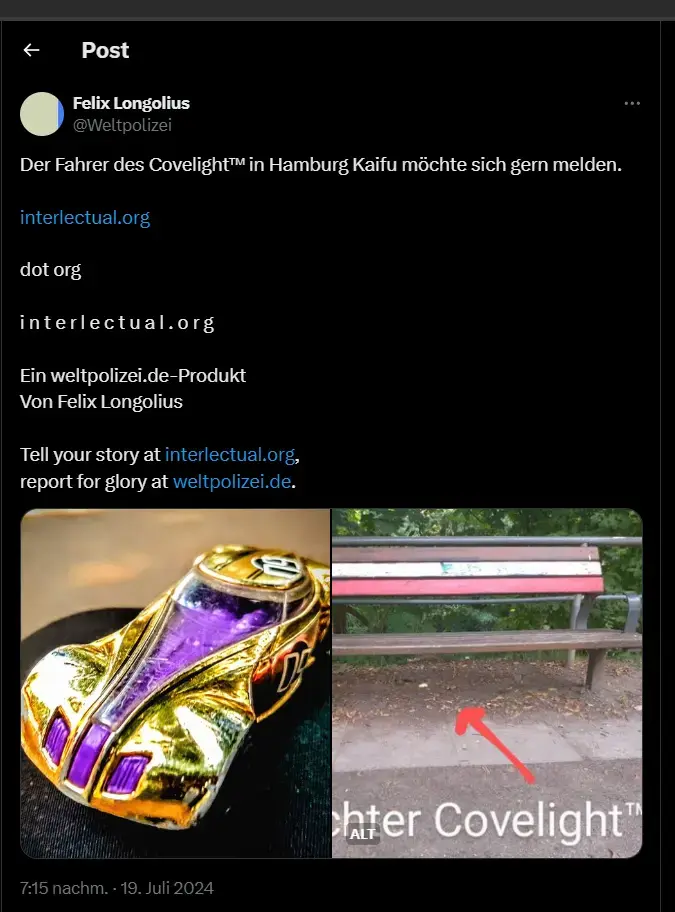 Post
Felix Longolius
@Weltpolizei
Der Fahrer des Covelight™ in Hamburg Kaifu möchte sich gern melden.
interlectual.org
dot org
i n t e r l e c t u a l . o r g
Ein weltpolizei.de-Produkt
Von Felix Longolius
Tell your story at interlectual.org,
report for glory at weltpolizei.de.
chter Covelight™
ALT
7:15 nachm. · 19. Juli 2024